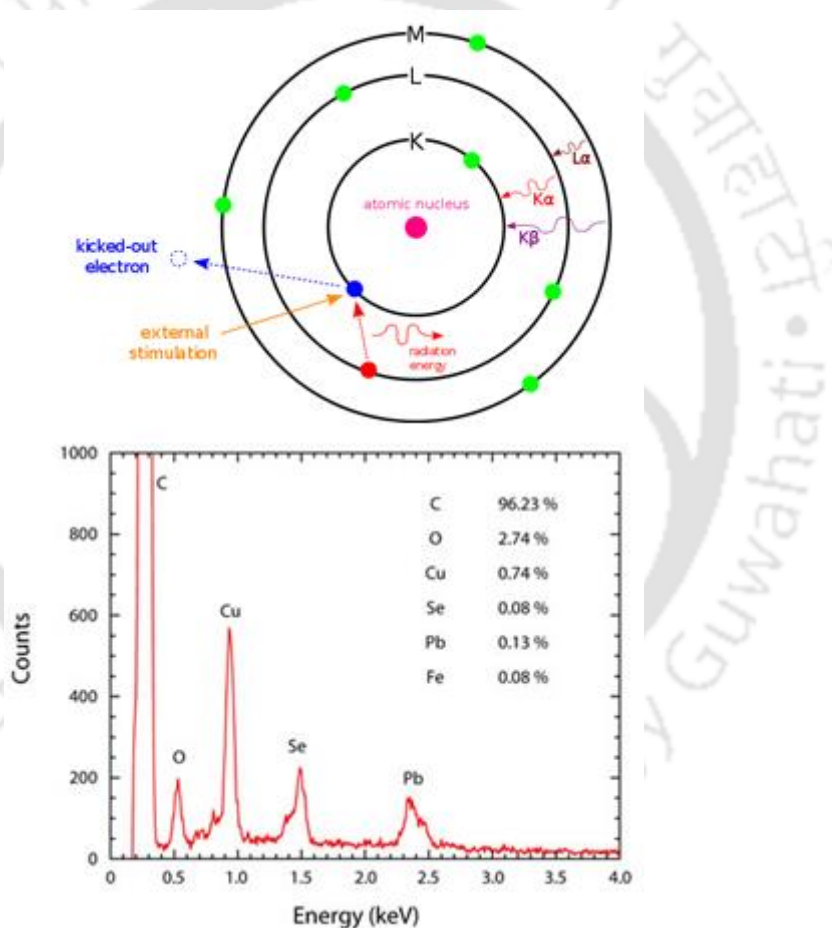 M
L
K
Lα
Kα
atomic nucleus
Kβ
kicked-out
electron
external
stimulation
radiation
energy
1000
800
600
400
200
0
Counts
C
O
Cu
Se
Pb
C 96.23 %
O 2.74 %
Cu 0.74 %
Se 0.08 %
Pb 0.13 %
Fe 0.08 %
0 0.5 1.0 1.5 2.0 2.5 3.0 3.5 4.0
Energy (keV)
Guwahati